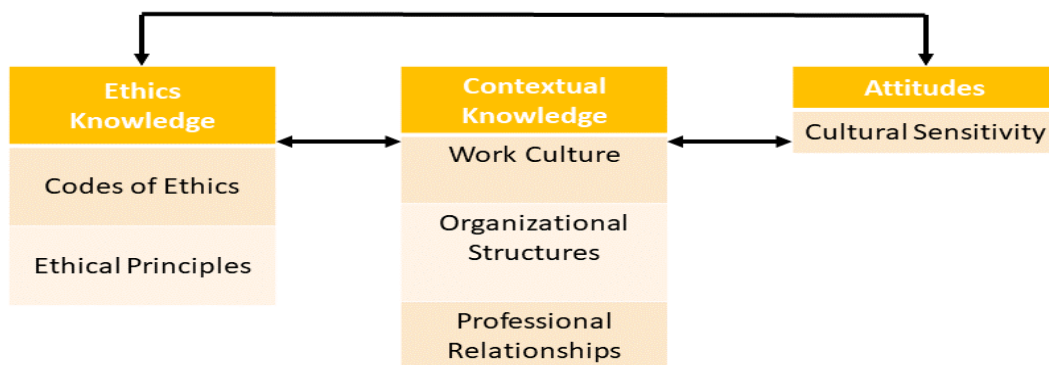 Ethics
Knowledge
Codes of Ethics
Ethical Principles
Contextual
Knowledge
Work Culture
Organizational
Structures
Professional
Relationships
Attitudes
Cultural Sensitivity